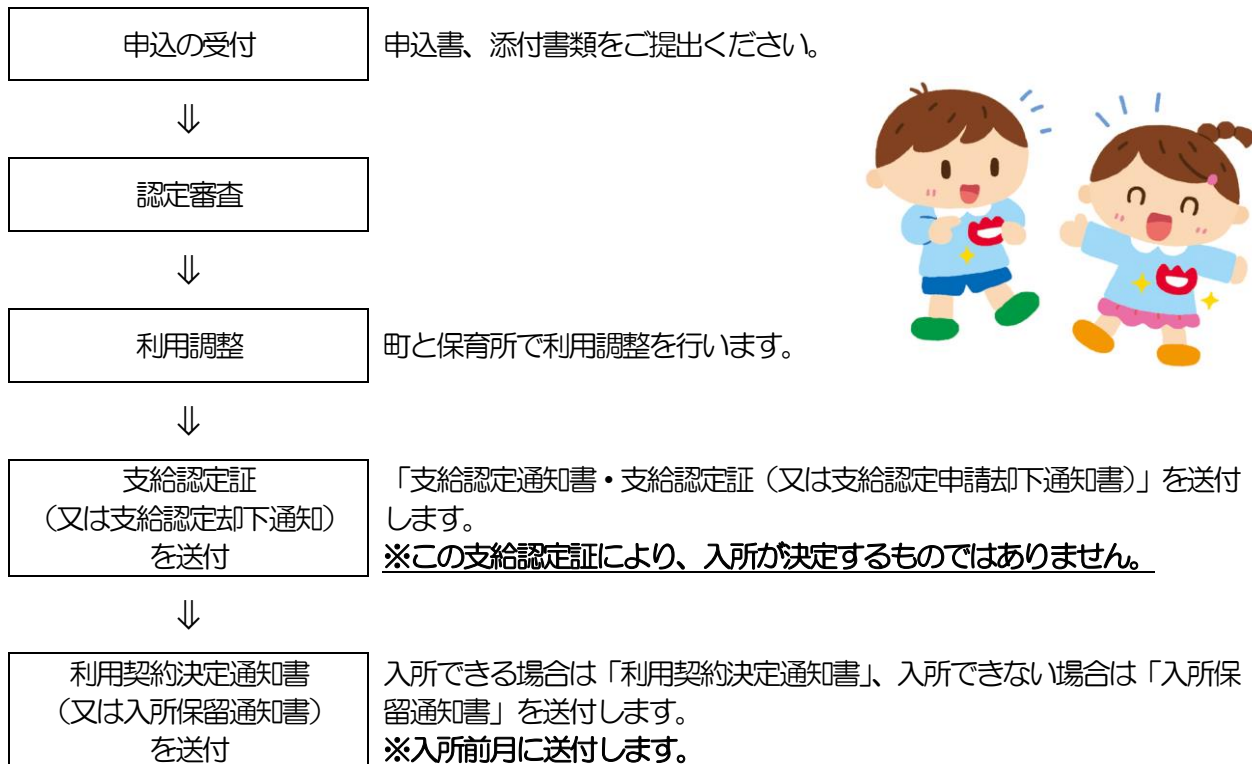 申込の受付
申込書、添付書類をご提出ください。
⇓
認定審査
⇓
利用調整
町と保育所で利用調整を行います。
⇓
支給認定証
（又は支給認定却下通知）
を送付
「支給認定通知書・支給認定証（又は支給認定申請却下通知書）」を送付
します。
※この支給認定証により、入所が決定するものではありません。
⇓
利用契約決定通知書
（又は入所保留通知書）
を送付
入所できる場合は「利用契約決定通知書」、入所できない場合は「入所保
留通知書」を送付します。
※入所前月に送付します。